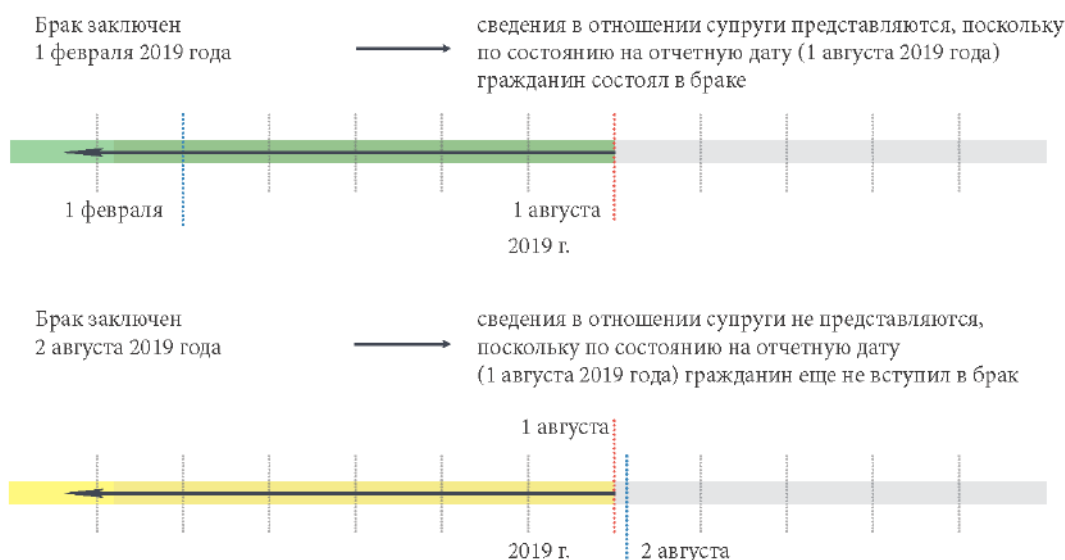 Брак заключен
1 февраля 2019 года
сведения в отношении супруги представляются, поскольку
по состоянию на отчетную дату (1 августа 2019 года)
гражданин состоял в браке
1 февраля
1 августа
2019 г.
Брак заключен
2 августа 2019 года
сведения в отношении супруги не представляются,
поскольку по состоянию на отчетную дату
(1 августа 2019 года) гражданин еще не вступил в брак
1 августа
2019 г.
2 августа